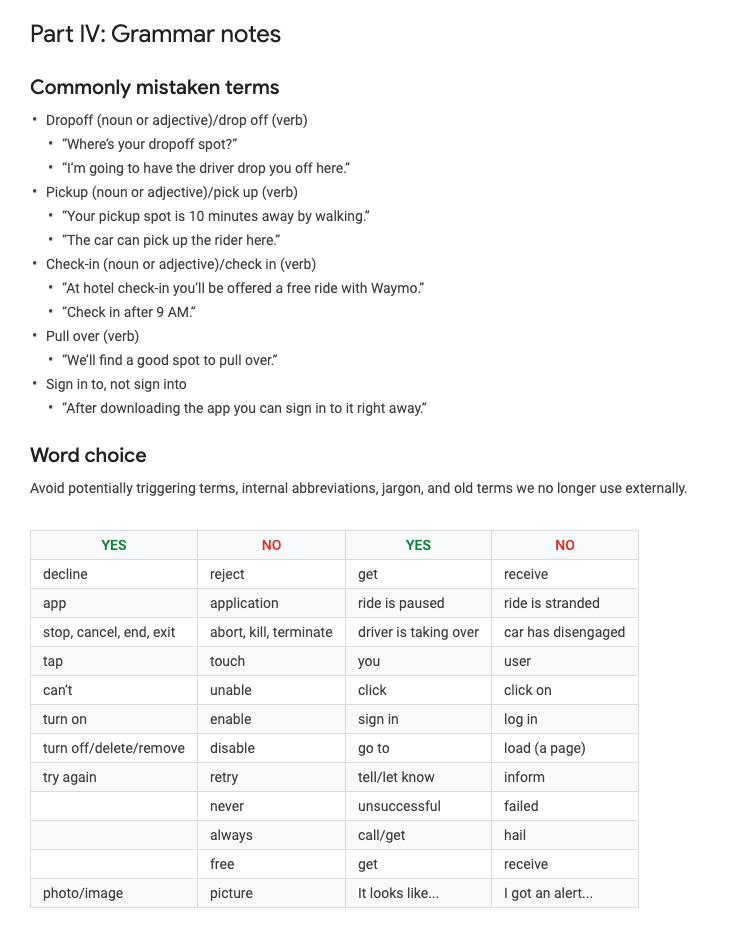 Part IV: Grammar notes
Commonly mistaken terms
• Dropoff (noun or adjective)/drop off (verb)
• “Where’s your dropoff spot?”
• “I’m going to have the driver drop you off here.”
• Pickup (noun or adjective)/pick up (verb)
• “Your pickup spot is 10 minutes away by walking.”
• “The car can pick up the rider here.”
• Check-in (noun or adjective)/check in (verb)
• “At hotel check-in you’ll be offered a free ride with Waymo.”
• “Check in after 9 AM.”
• Pull over (verb)
• “We’ll find a good spot to pull over.”
• Sign in to, not sign into
• “After downloading the app you can sign in to it right away.”
Word choice
Avoid potentially triggering terms, internal abbreviations, jargon, and old terms we no longer use externally.
YES NO YES NO
decline reject get receive
app application ride is paused ride is stranded
stop, cancel, end, exit abort, kill, terminate driver is taking over car has disengaged
tap touch you user
can’t unable click click on
turn on enable sign in log in
turn off/delete/remove disable go to load (a page)
try again retry tell/let know inform
never unsuccessful failed
always call/get hail
free get receive
photo/image picture It looks like... I got an alert...